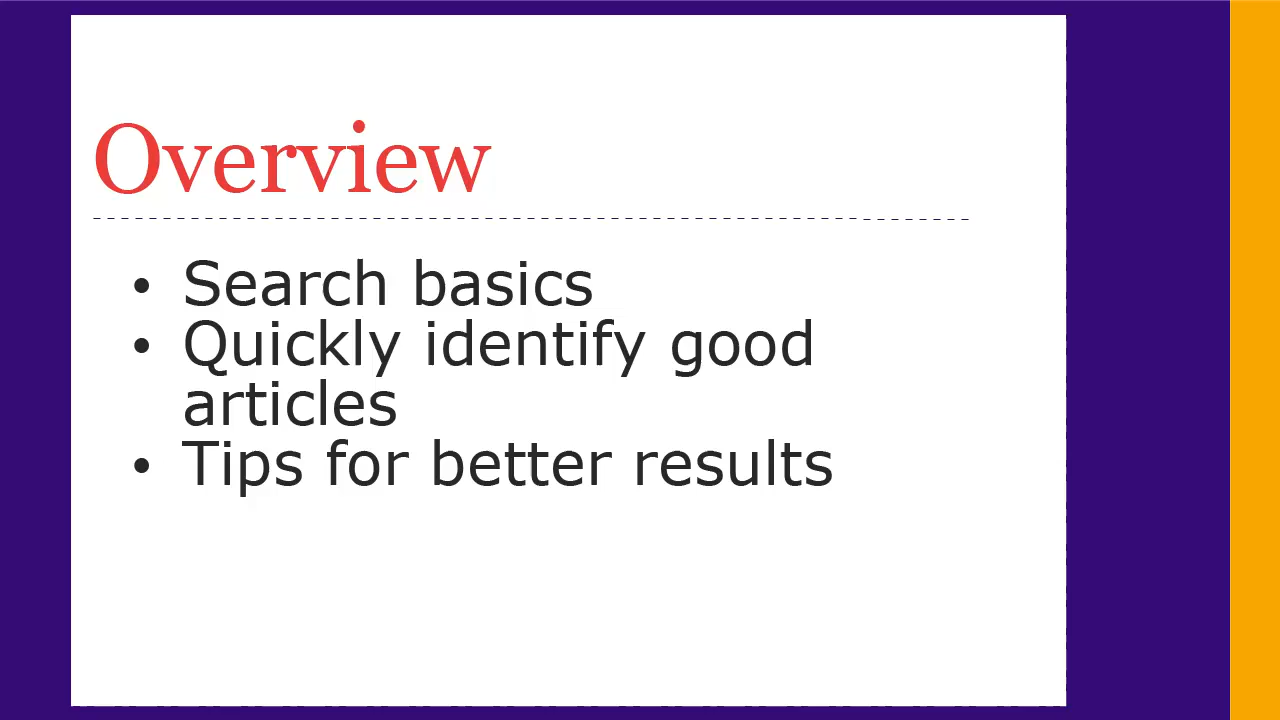 Overview
• Search basics
• Quickly identify good
articles
• Tips for better results